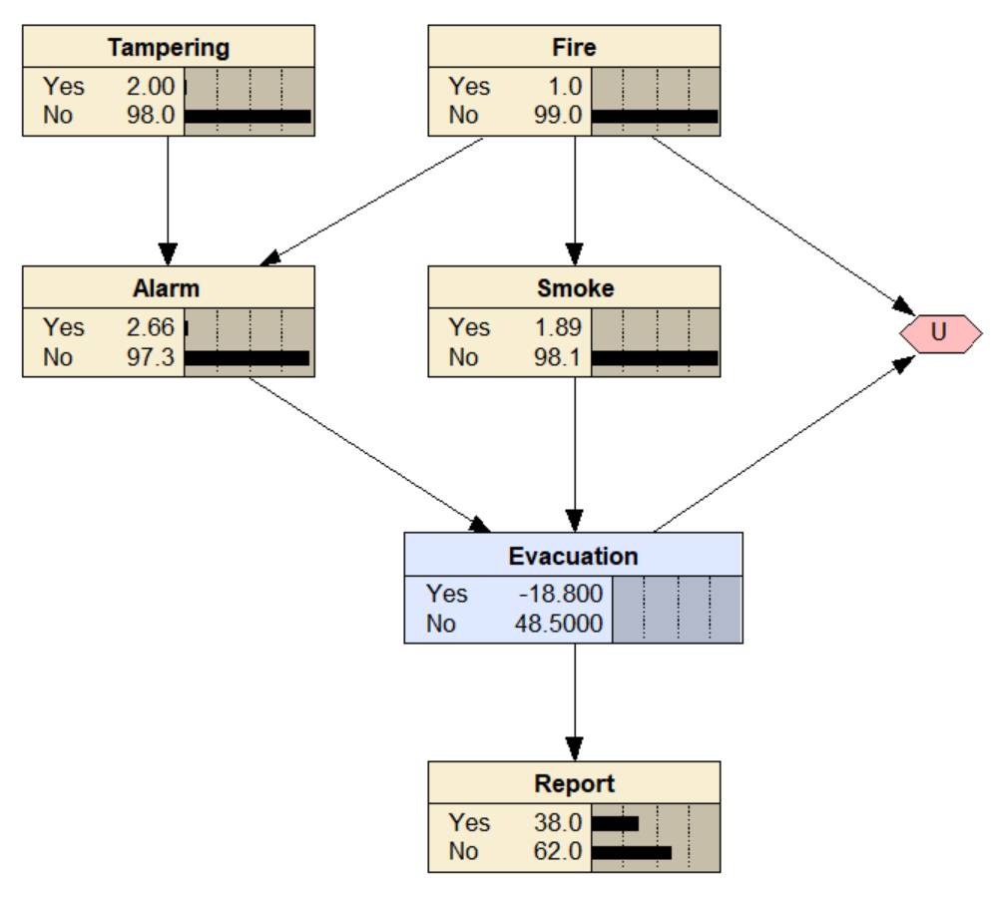 Tampering
Yes 2.00
No 98.0
Fire
Yes 1.0
No 99.0
Alarm
Yes 2.66
No 97.3
Smoke
Yes 1.89
No 98.1
U
Evacuation
Yes -18.800
No 48.5000
Report
Yes 38.0
No 62.0